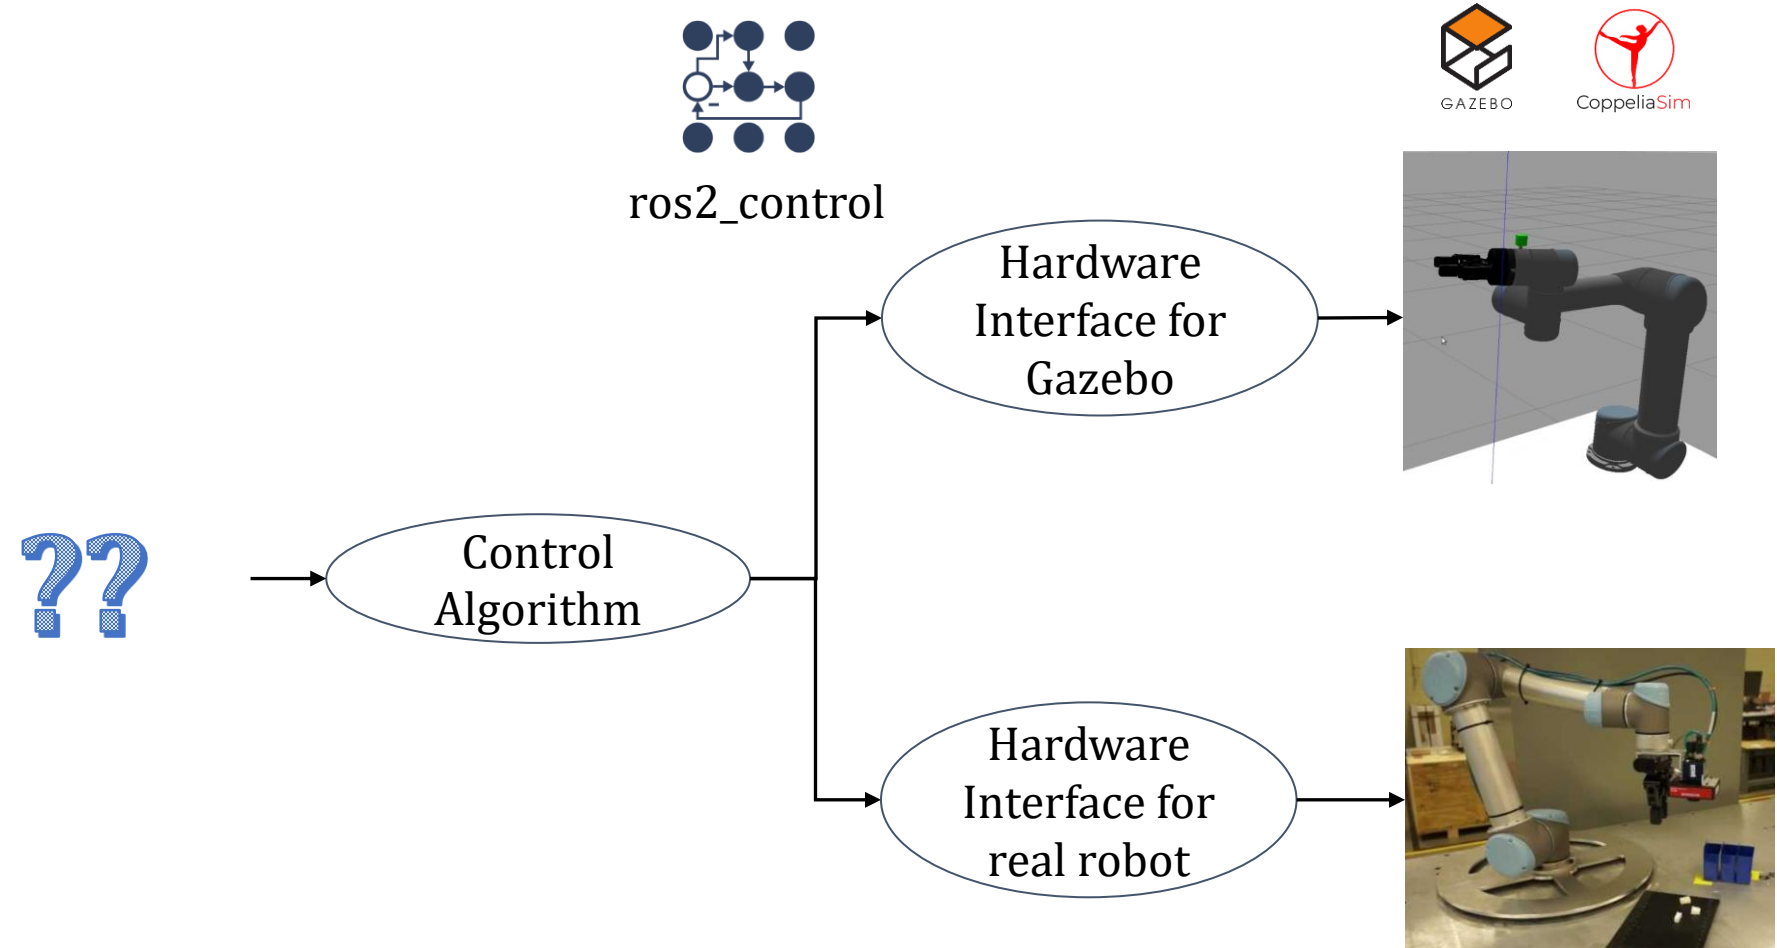 GAZEBO
CoppeliaSim
ros2_control
Hardware
Interface for
Gazebo
??
Control
Algorithm
Hardware
Interface for
real robot